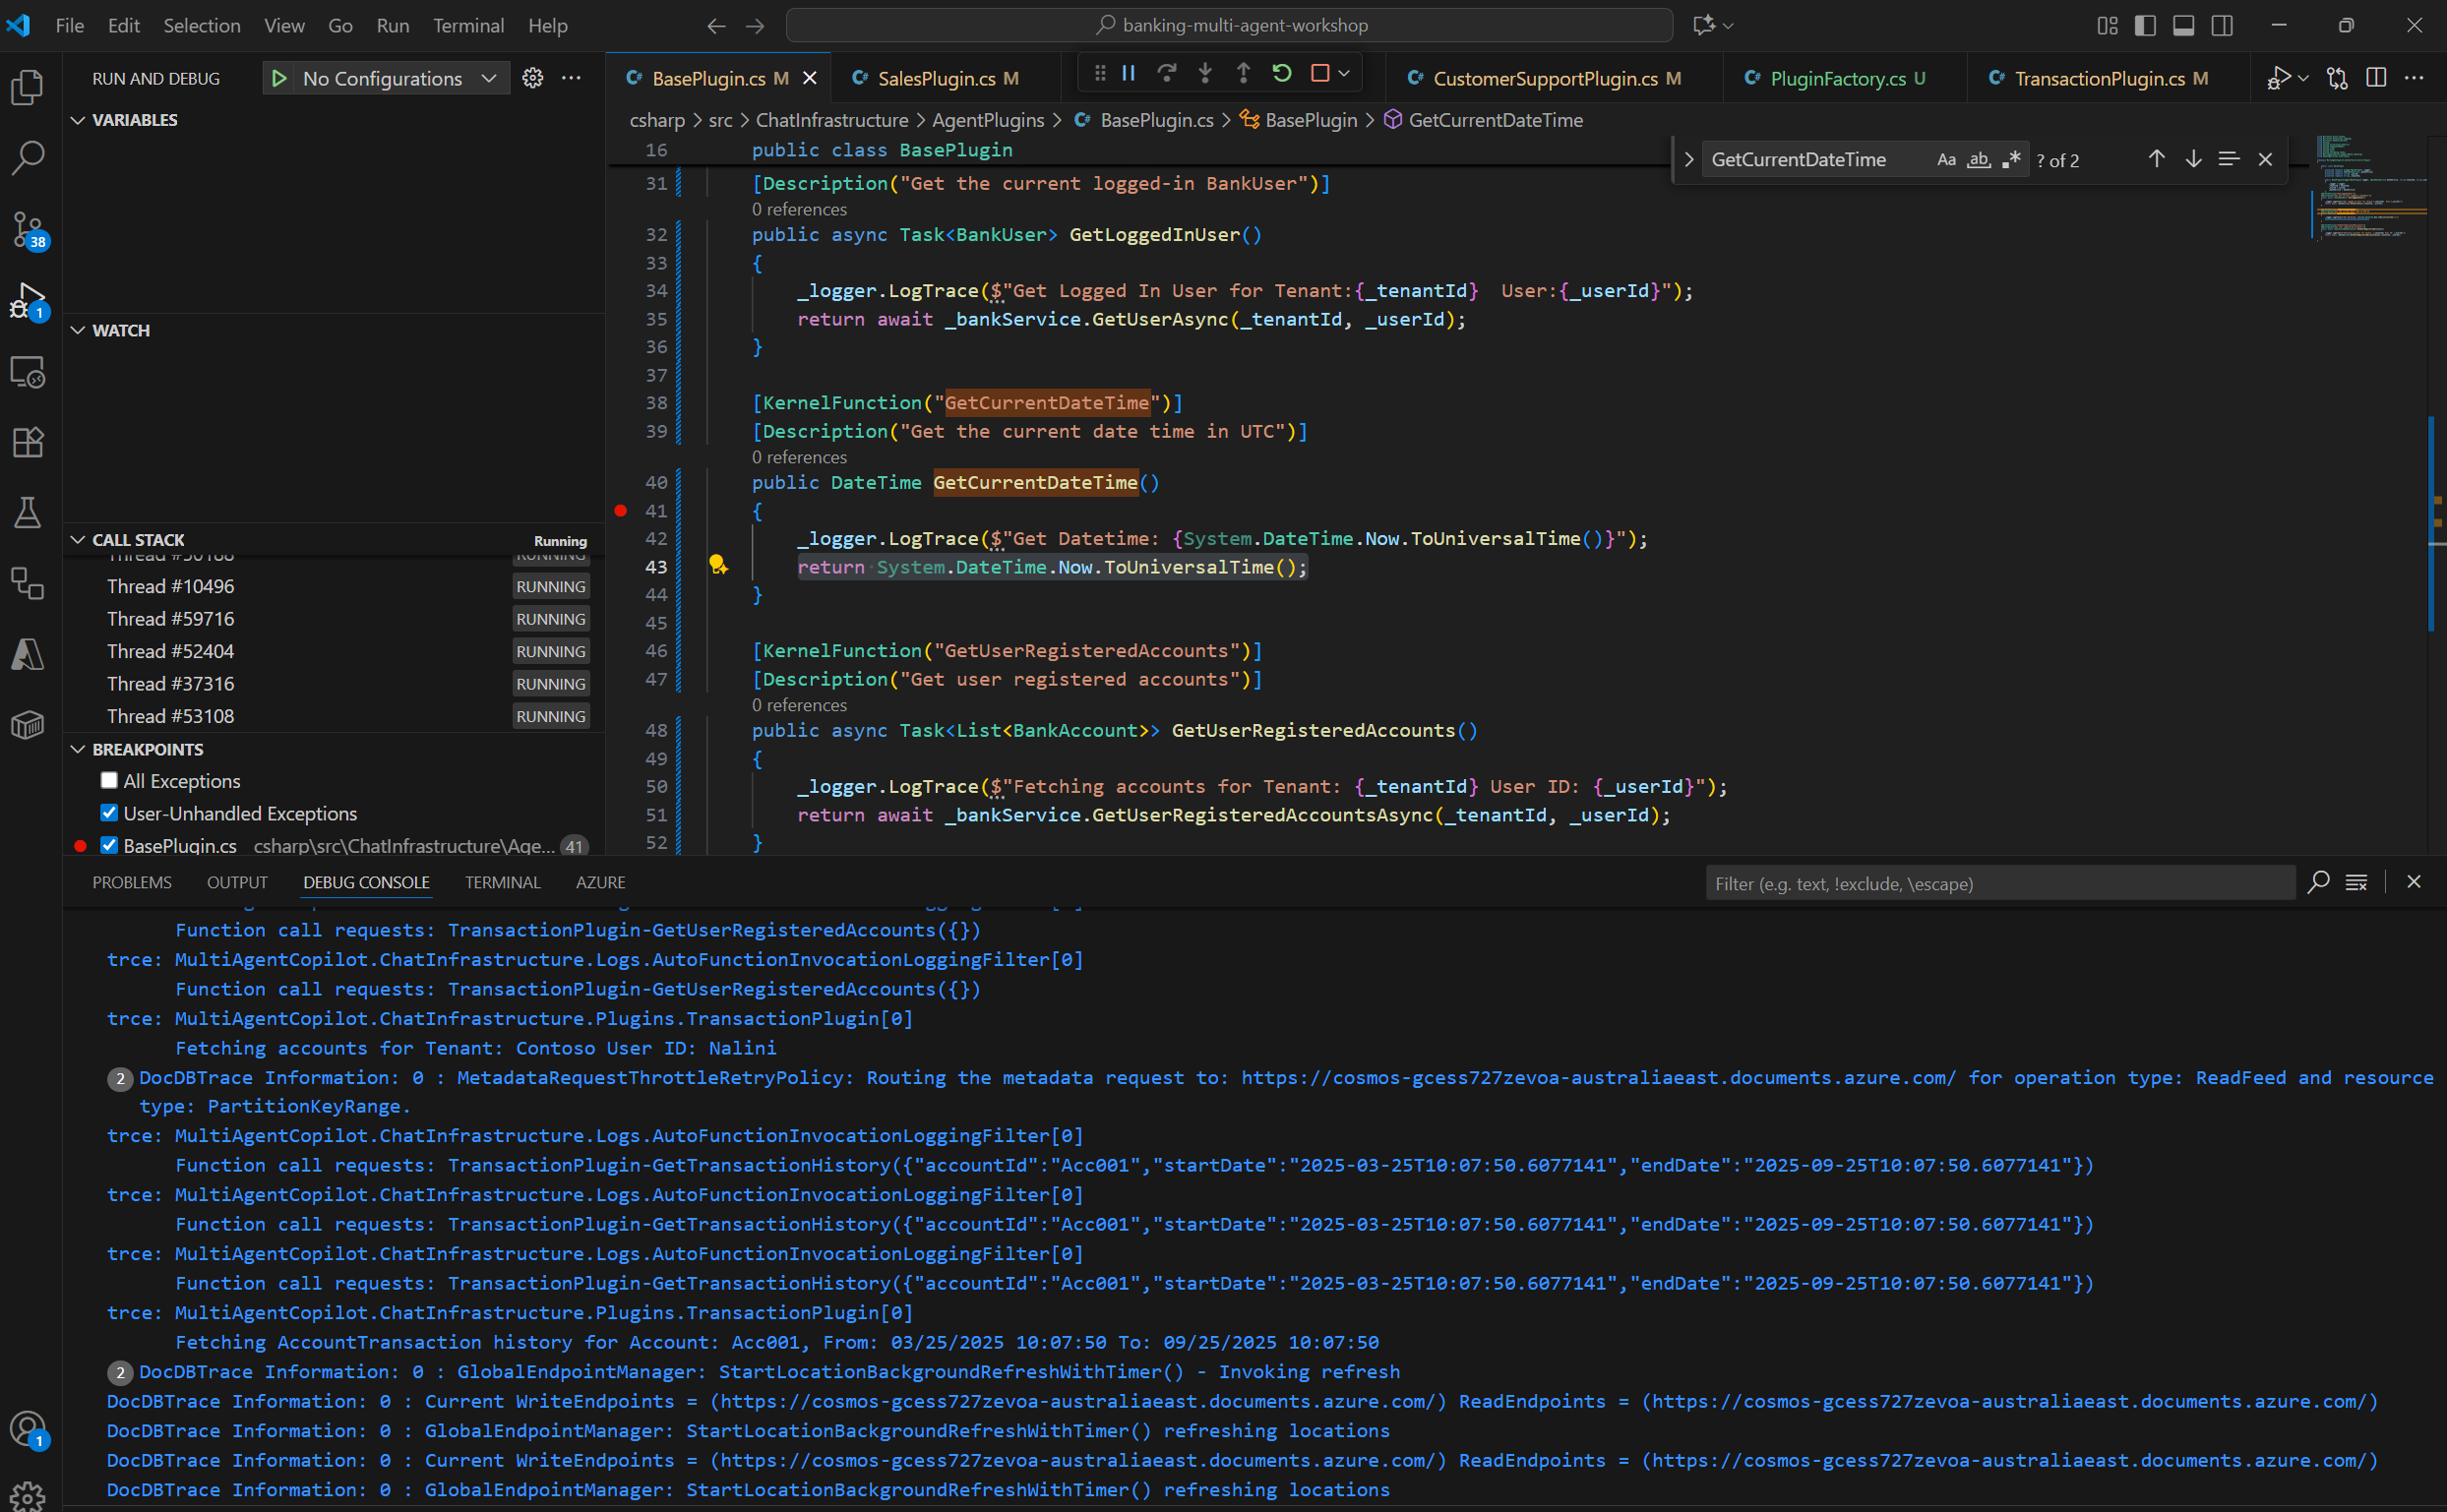 File Edit Selection View Go Run Terminal Help
banking-multi-agent-workshop
RUN AND DEBUG
No Configurations
BasePlugin.cs M
SalesPlugin.cs M
CustomerSupportPlugin.cs M
PluginFactory.cs U
TransactionPlugin.cs M
csharp > src > ChatInfrastructure > AgentPlugins > BasePlugin.cs > BasePlugin > GetCurrentDateTime
GetCurrentDateTime Aa ab ? of 2
38
1
VARIABLES
WATCH
CALL STACK Running
Thread #10496 RUNNING
Thread #59716 RUNNING
Thread #52404 RUNNING
Thread #37316 RUNNING
Thread #53108 RUNNING
BREAKPOINTS
All Exceptions
User-Unhandled Exceptions
BasePlugin.cs csharp\src\ChatInfrastructure\Age... 41
16 public class BasePlugin
31 [Description("Get the current logged-in BankUser")]
0 references
32 public async Task<BankUser> GetLoggedInUser()
33 {
34 _logger.LogTrace($"Get Logged In User for Tenant:{_tenantId}  User:{_userId}");
35 return await _bankService.GetUserAsync(_tenantId, _userId);
36 }
37
38 [KernelFunction("GetCurrentDateTime")]
39 [Description("Get the current date time in UTC")]
0 references
40 public DateTime GetCurrentDateTime()
41 {
42 _logger.LogTrace($"Get Datetime: {System.DateTime.Now.ToUniversalTime()}");
43 return System.DateTime.Now.ToUniversalTime();
44 }
45
46 [KernelFunction("GetUserRegisteredAccounts")]
47 [Description("Get user registered accounts")]
0 references
48 public async Task<List<BankAccount>> GetUserRegisteredAccounts()
49 {
50 _logger.LogTrace($"Fetching accounts for Tenant: {_tenantId} User ID: {_userId}");
51 return await _bankService.GetUserRegisteredAccountsAsync(_tenantId, _userId);
52 }
PROBLEMS OUTPUT DEBUG CONSOLE TERMINAL AZURE
Filter (e.g. text, !exclude, \escape)
Function call requests: TransactionPlugin-GetUserRegisteredAccounts({})
trce: MultiAgentCopilot.ChatInfrastructure.Logs.AutoFunctionInvocationLoggingFilter[0]
Function call requests: TransactionPlugin-GetUserRegisteredAccounts({})
trce: MultiAgentCopilot.ChatInfrastructure.Plugins.TransactionPlugin[0]
Fetching accounts for Tenant: Contoso User ID: Nalini
2 DocDBTrace Information: 0 : MetadataRequestThrottleRetryPolicy: Routing the metadata request to: https://cosmos-gcess727zevoa-australiaeast.documents.azure.com/ for operation type: ReadFeed and resource
type: PartitionKeyRange.
trce: MultiAgentCopilot.ChatInfrastructure.Logs.AutoFunctionInvocationLoggingFilter[0]
Function call requests: TransactionPlugin-GetTransactionHistory({"accountId":"Acc001","startDate":"2025-03-25T10:07:50.6077141","endDate":"2025-09-25T10:07:50.6077141"})
trce: MultiAgentCopilot.ChatInfrastructure.Logs.AutoFunctionInvocationLoggingFilter[0]
Function call requests: TransactionPlugin-GetTransactionHistory({"accountId":"Acc001","startDate":"2025-03-25T10:07:50.6077141","endDate":"2025-09-25T10:07:50.6077141"})
trce: MultiAgentCopilot.ChatInfrastructure.Logs.AutoFunctionInvocationLoggingFilter[0]
Function call requests: TransactionPlugin-GetTransactionHistory({"accountId":"Acc001","startDate":"2025-03-25T10:07:50.6077141","endDate":"2025-09-25T10:07:50.6077141"})
trce: MultiAgentCopilot.ChatInfrastructure.Plugins.TransactionPlugin[0]
Fetching AccountTransaction history for Account: Acc001, From: 03/25/2025 10:07:50 To: 09/25/2025 10:07:50
2 DocDBTrace Information: 0 : GlobalEndpointManager: StartLocationBackgroundRefreshWithTimer() - Invoking refresh
DocDBTrace Information: 0 : Current WriteEndpoints = (https://cosmos-gcess727zevoa-australiaeast.documents.azure.com/) ReadEndpoints = (https://cosmos-gcess727zevoa-australiaeast.documents.azure.com/)
DocDBTrace Information: 0 : GlobalEndpointManager: StartLocationBackgroundRefreshWithTimer() refreshing locations
DocDBTrace Information: 0 : Current WriteEndpoints = (https://cosmos-gcess727zevoa-australiaeast.documents.azure.com/) ReadEndpoints = (https://cosmos-gcess727zevoa-australiaeast.documents.azure.com/)
DocDBTrace Information: 0 : GlobalEndpointManager: StartLocationBackgroundRefreshWithTimer() refreshing locations
1